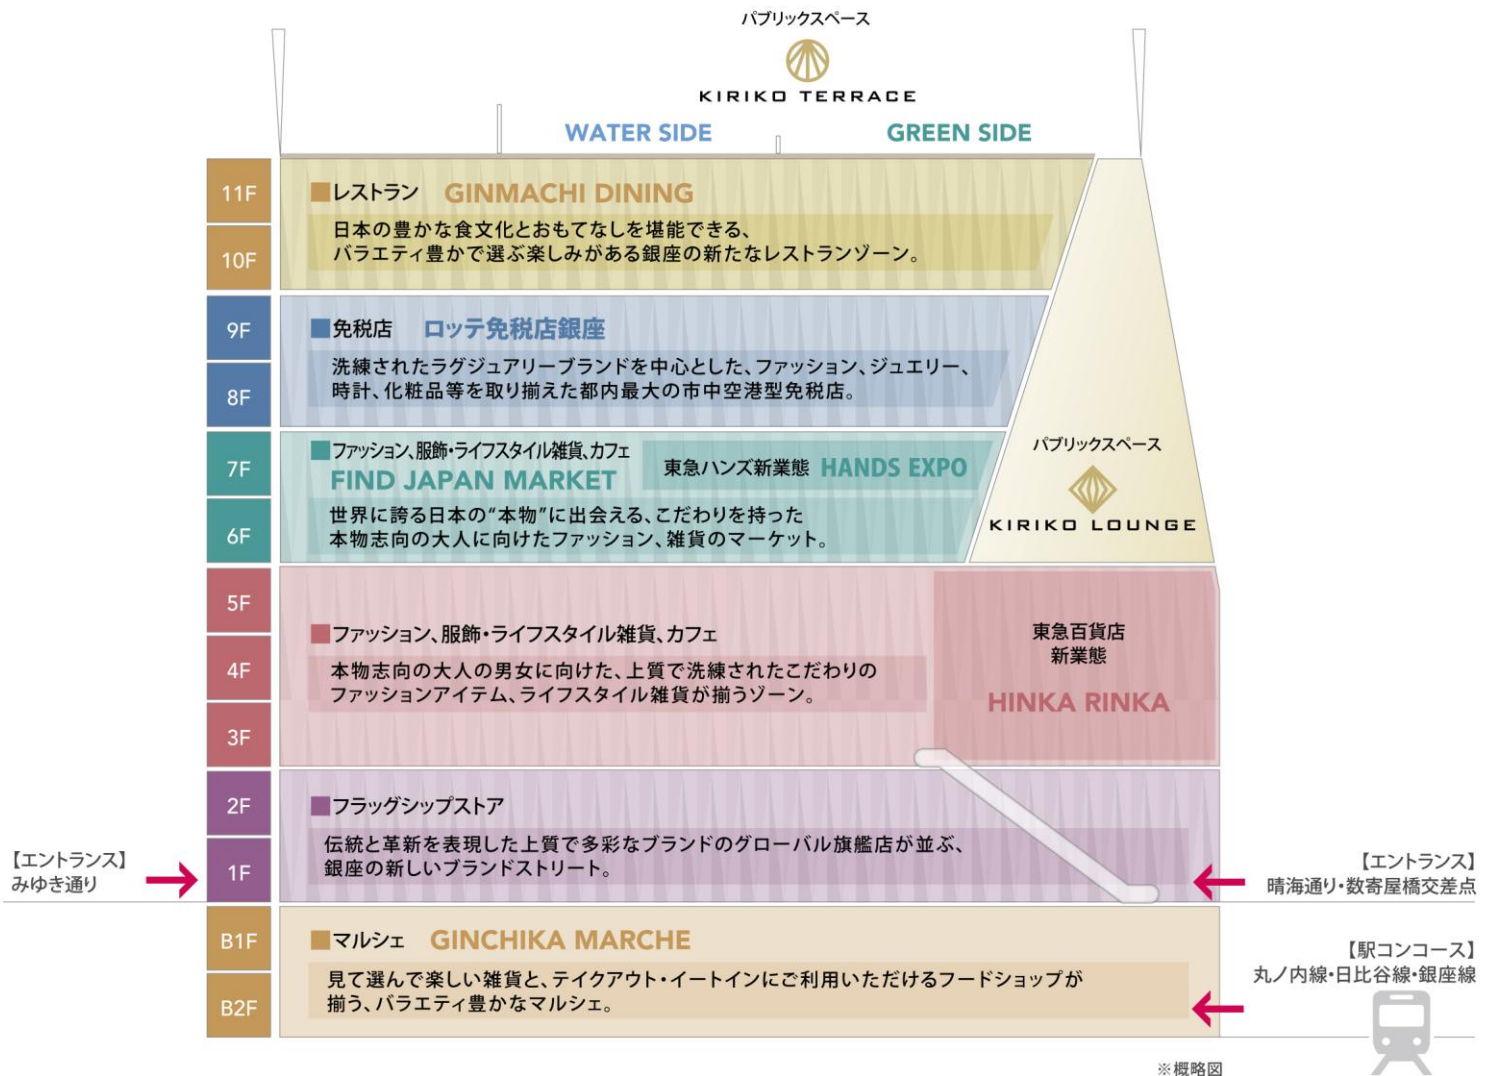 パブリックスペース
KIRIKO TERRACE
WATER SIDE
GREEN SIDE
11F
10F
■レストラン GINMACHI DINING
日本の豊かな食文化とおもてなしを堪能できる、
バラエティ豊かで選ぶ楽しみがある銀座の新たなレストランゾーン。
9F
8F
■免税店 ロッテ免税店銀座
洗練されたラグジュアリーブランドを中心とした、ファッション、ジュエリー、
時計、化粧品等を取り揃えた都内最大の市中空港型免税店。
7F
6F
■ファッション、服飾・ライフスタイル雑貨、カフェ
FIND JAPAN MARKET
東急ハンズ新業態 HANDS EXPO
世界に誇る日本の“本物”に出会える、こだわりを持った
本物志向の大人に向けたファッション、雑貨のマーケット。
パブリックスペース
KIRIKO LOUNGE
5F
4F
3F
■ファッション、服飾・ライフスタイル雑貨、カフェ
本物志向の大人の男女に向けた、上質で洗練されたこだわりの
ファッションアイテム、ライフスタイル雑貨が揃うゾーン。
東急百貨店
新業態
HINKA RINKA
2F
1F
■フラッグシップストア
伝統と革新を表現した上質で多彩なブランドのグローバル旗艦店が並ぶ、
銀座の新しいブランドストリート。
【エントランス】
みゆき通り
【エントランス】
晴海通り・数寄屋橋交差点
B1F
B2F
■マルシェ GINCHIKA MARCHE
見て選んで楽しい雑貨と、テイクアウト・イートインにご利用いただけるフードショップが
揃う、バラエティ豊かなマルシェ。
【駅コンコース】
丸ノ内線・日比谷線・銀座線
※概略図